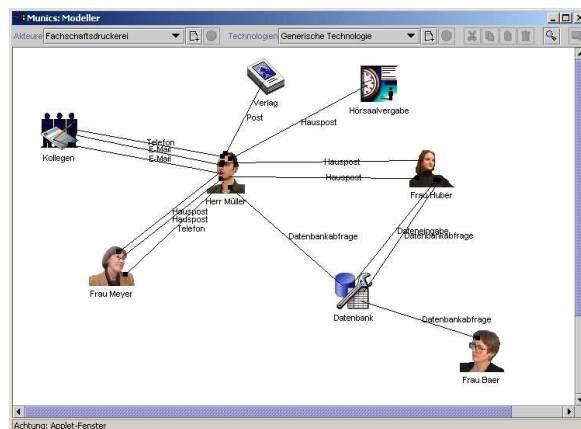 Munics: Modeller
Akteure Fachschaftsdruckerei Technologien Generische Technologie
Verlag
Post
Hörsaalvergabe
Hauspost
Kollegen
Telefon
E-Mail
E-Mail
Hauspost
Hauspost
Herr Müller
Frau Huber
Hauspost
Hauspost
Telefon
Datenbankabfrage
Dateneingabe
Datenbankabfrage
Frau Meyer
Datenbank
Datenbankabfrage
Frau Baer
Achtung: Applet-Fenster